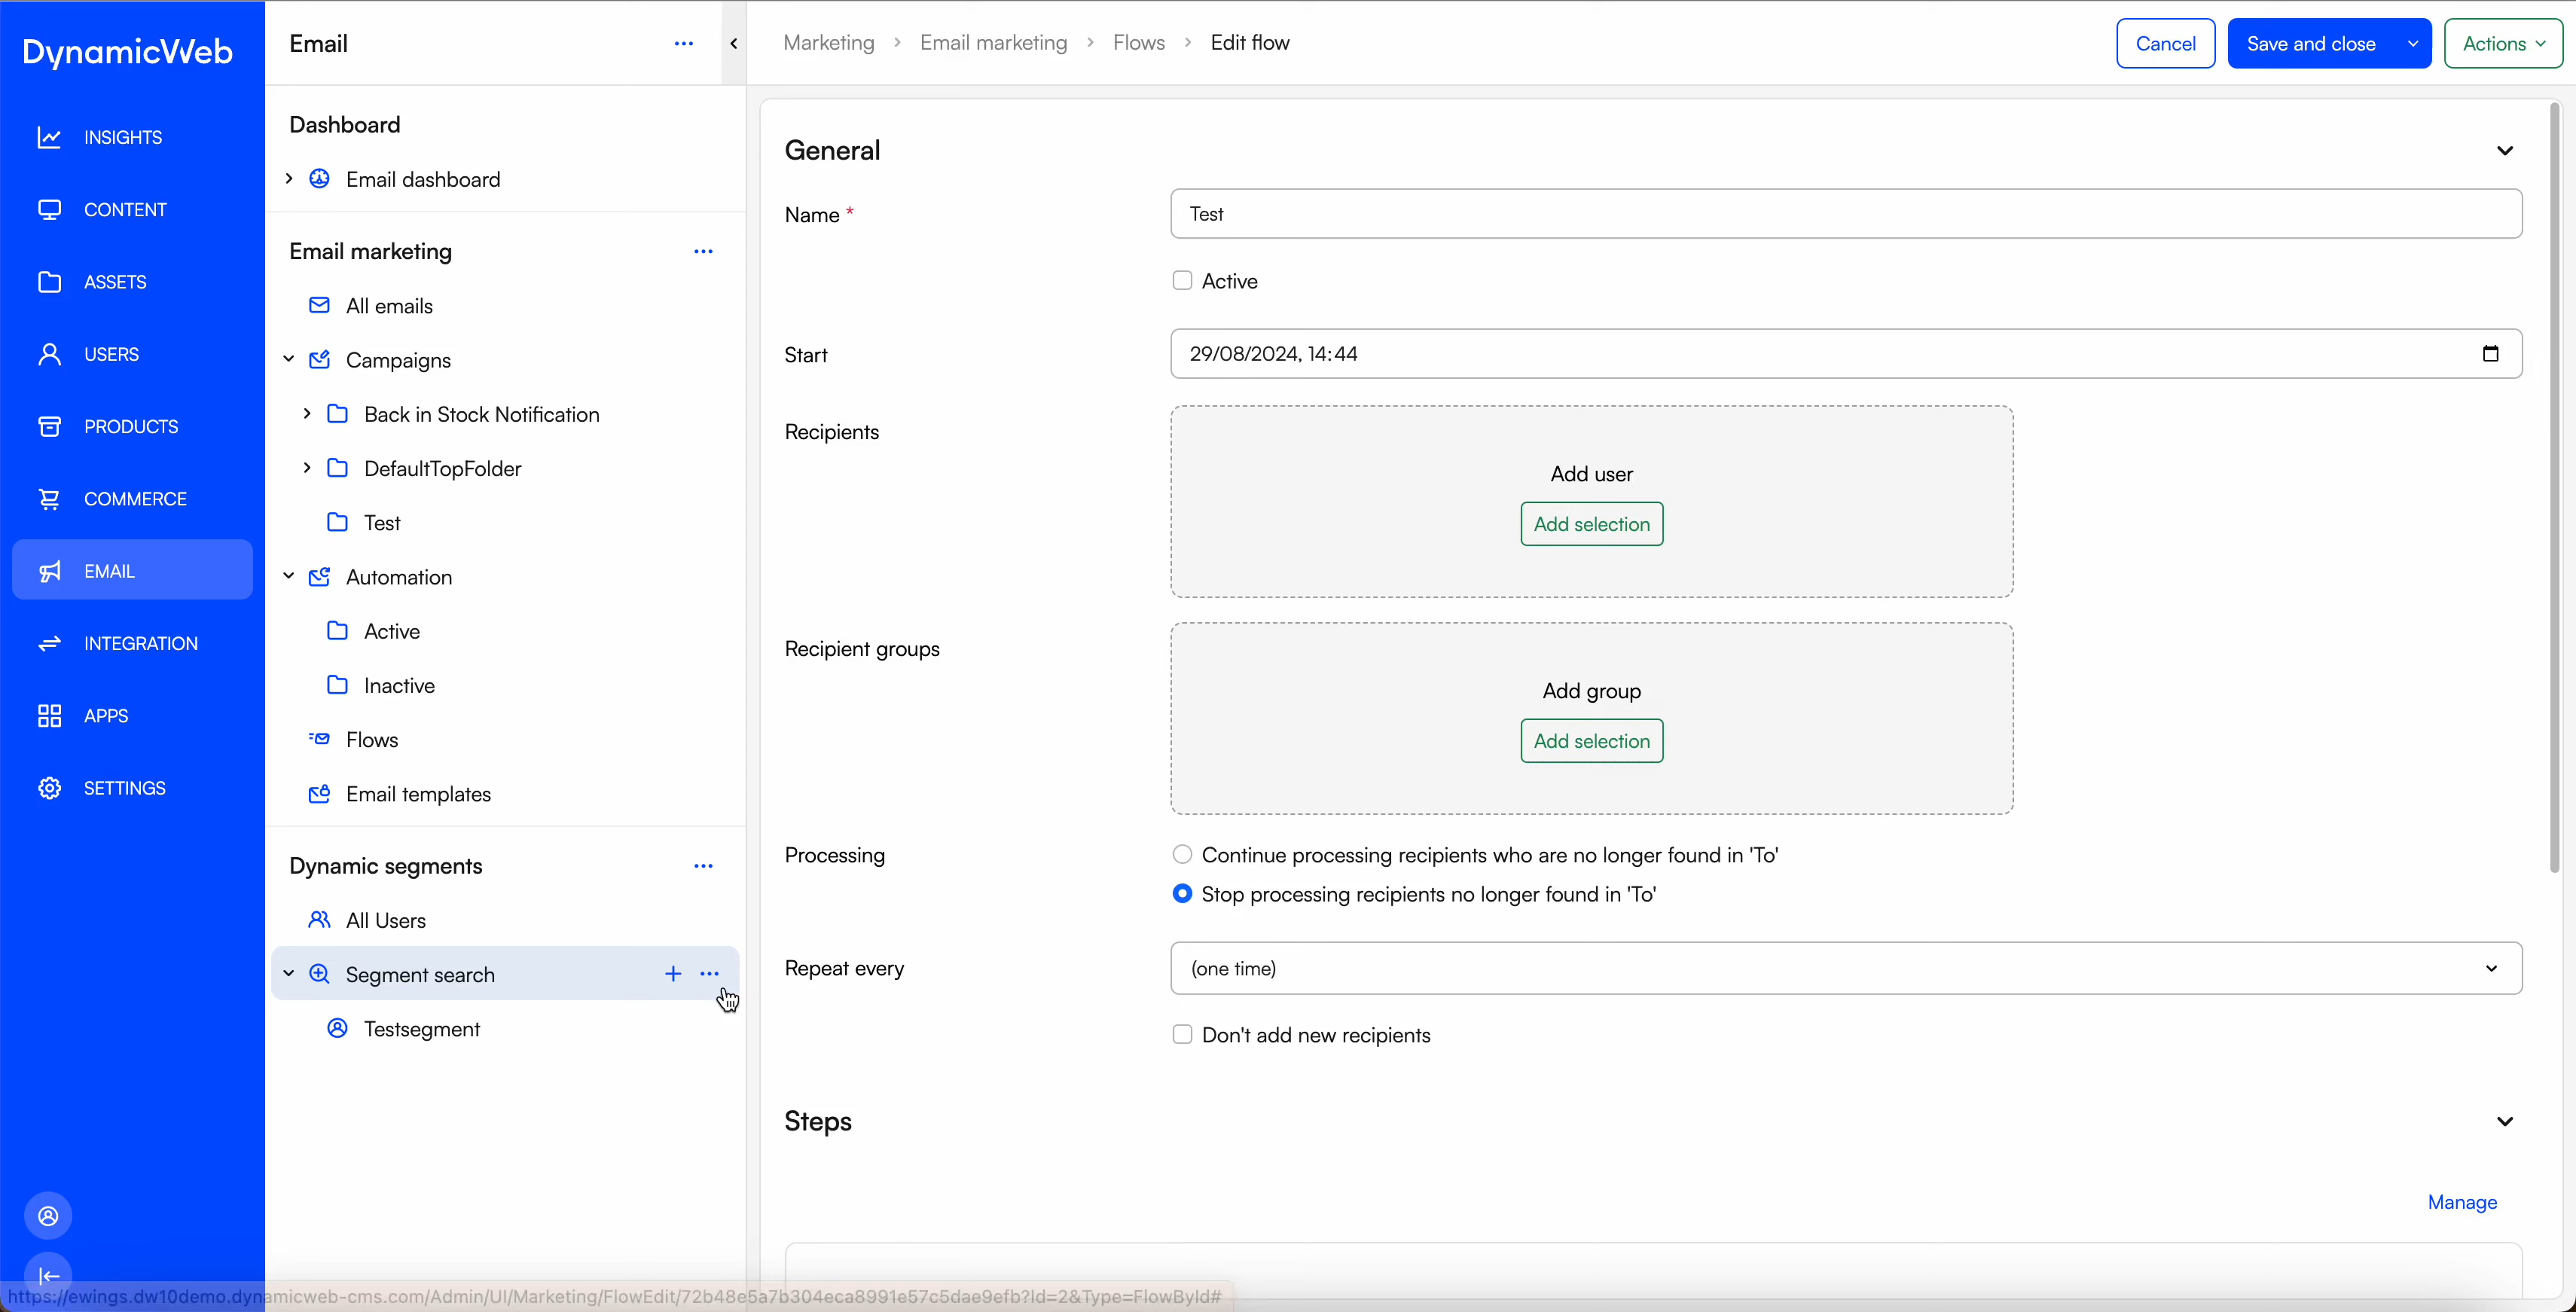 DynamicWeb
INSIGHTS
CONTENT
ASSETS
USERS
PRODUCTS
COMMERCE
EMAIL
INTEGRATION
APPS
SETTINGS
Email
Dashboard
Email dashboard
Email marketing
All emails
Campaigns
Back in Stock Notification
DefaultTopFolder
Test
Automation
Active
Inactive
Flows
Email templates
Dynamic segments
All Users
Segment search
Testsegment
Marketing > Email marketing > Flows > Edit flow
Cancel
Save and close
Actions
General
Name *
Test
Active
Start
29/08/2024, 14:44
Recipients
Add user
Add selection
Recipient groups
Add group
Add selection
Processing
Continue processing recipients who are no longer found in 'To'
Stop processing recipients no longer found in 'To'
Repeat every
(one time)
Don't add new recipients
Steps
Manage
https://ewings.dw10demo.dynamicweb-cms.com/Admin/UI/Marketing/FlowEdit/72b48e5a7b304eca8991e57c5dae9efb?Id=2&Type=FlowById#